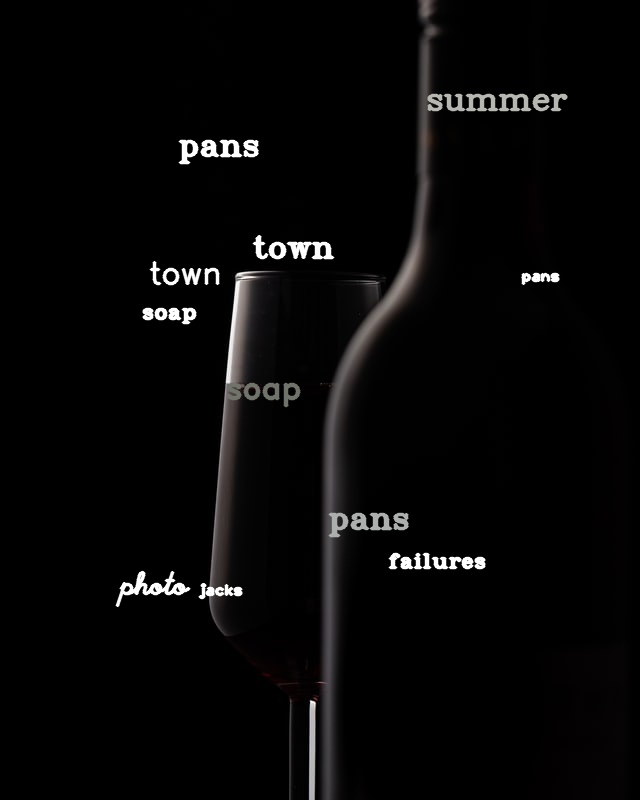 summer
pans
town
town
pans
soap
soap
pans
failures
photo jacks